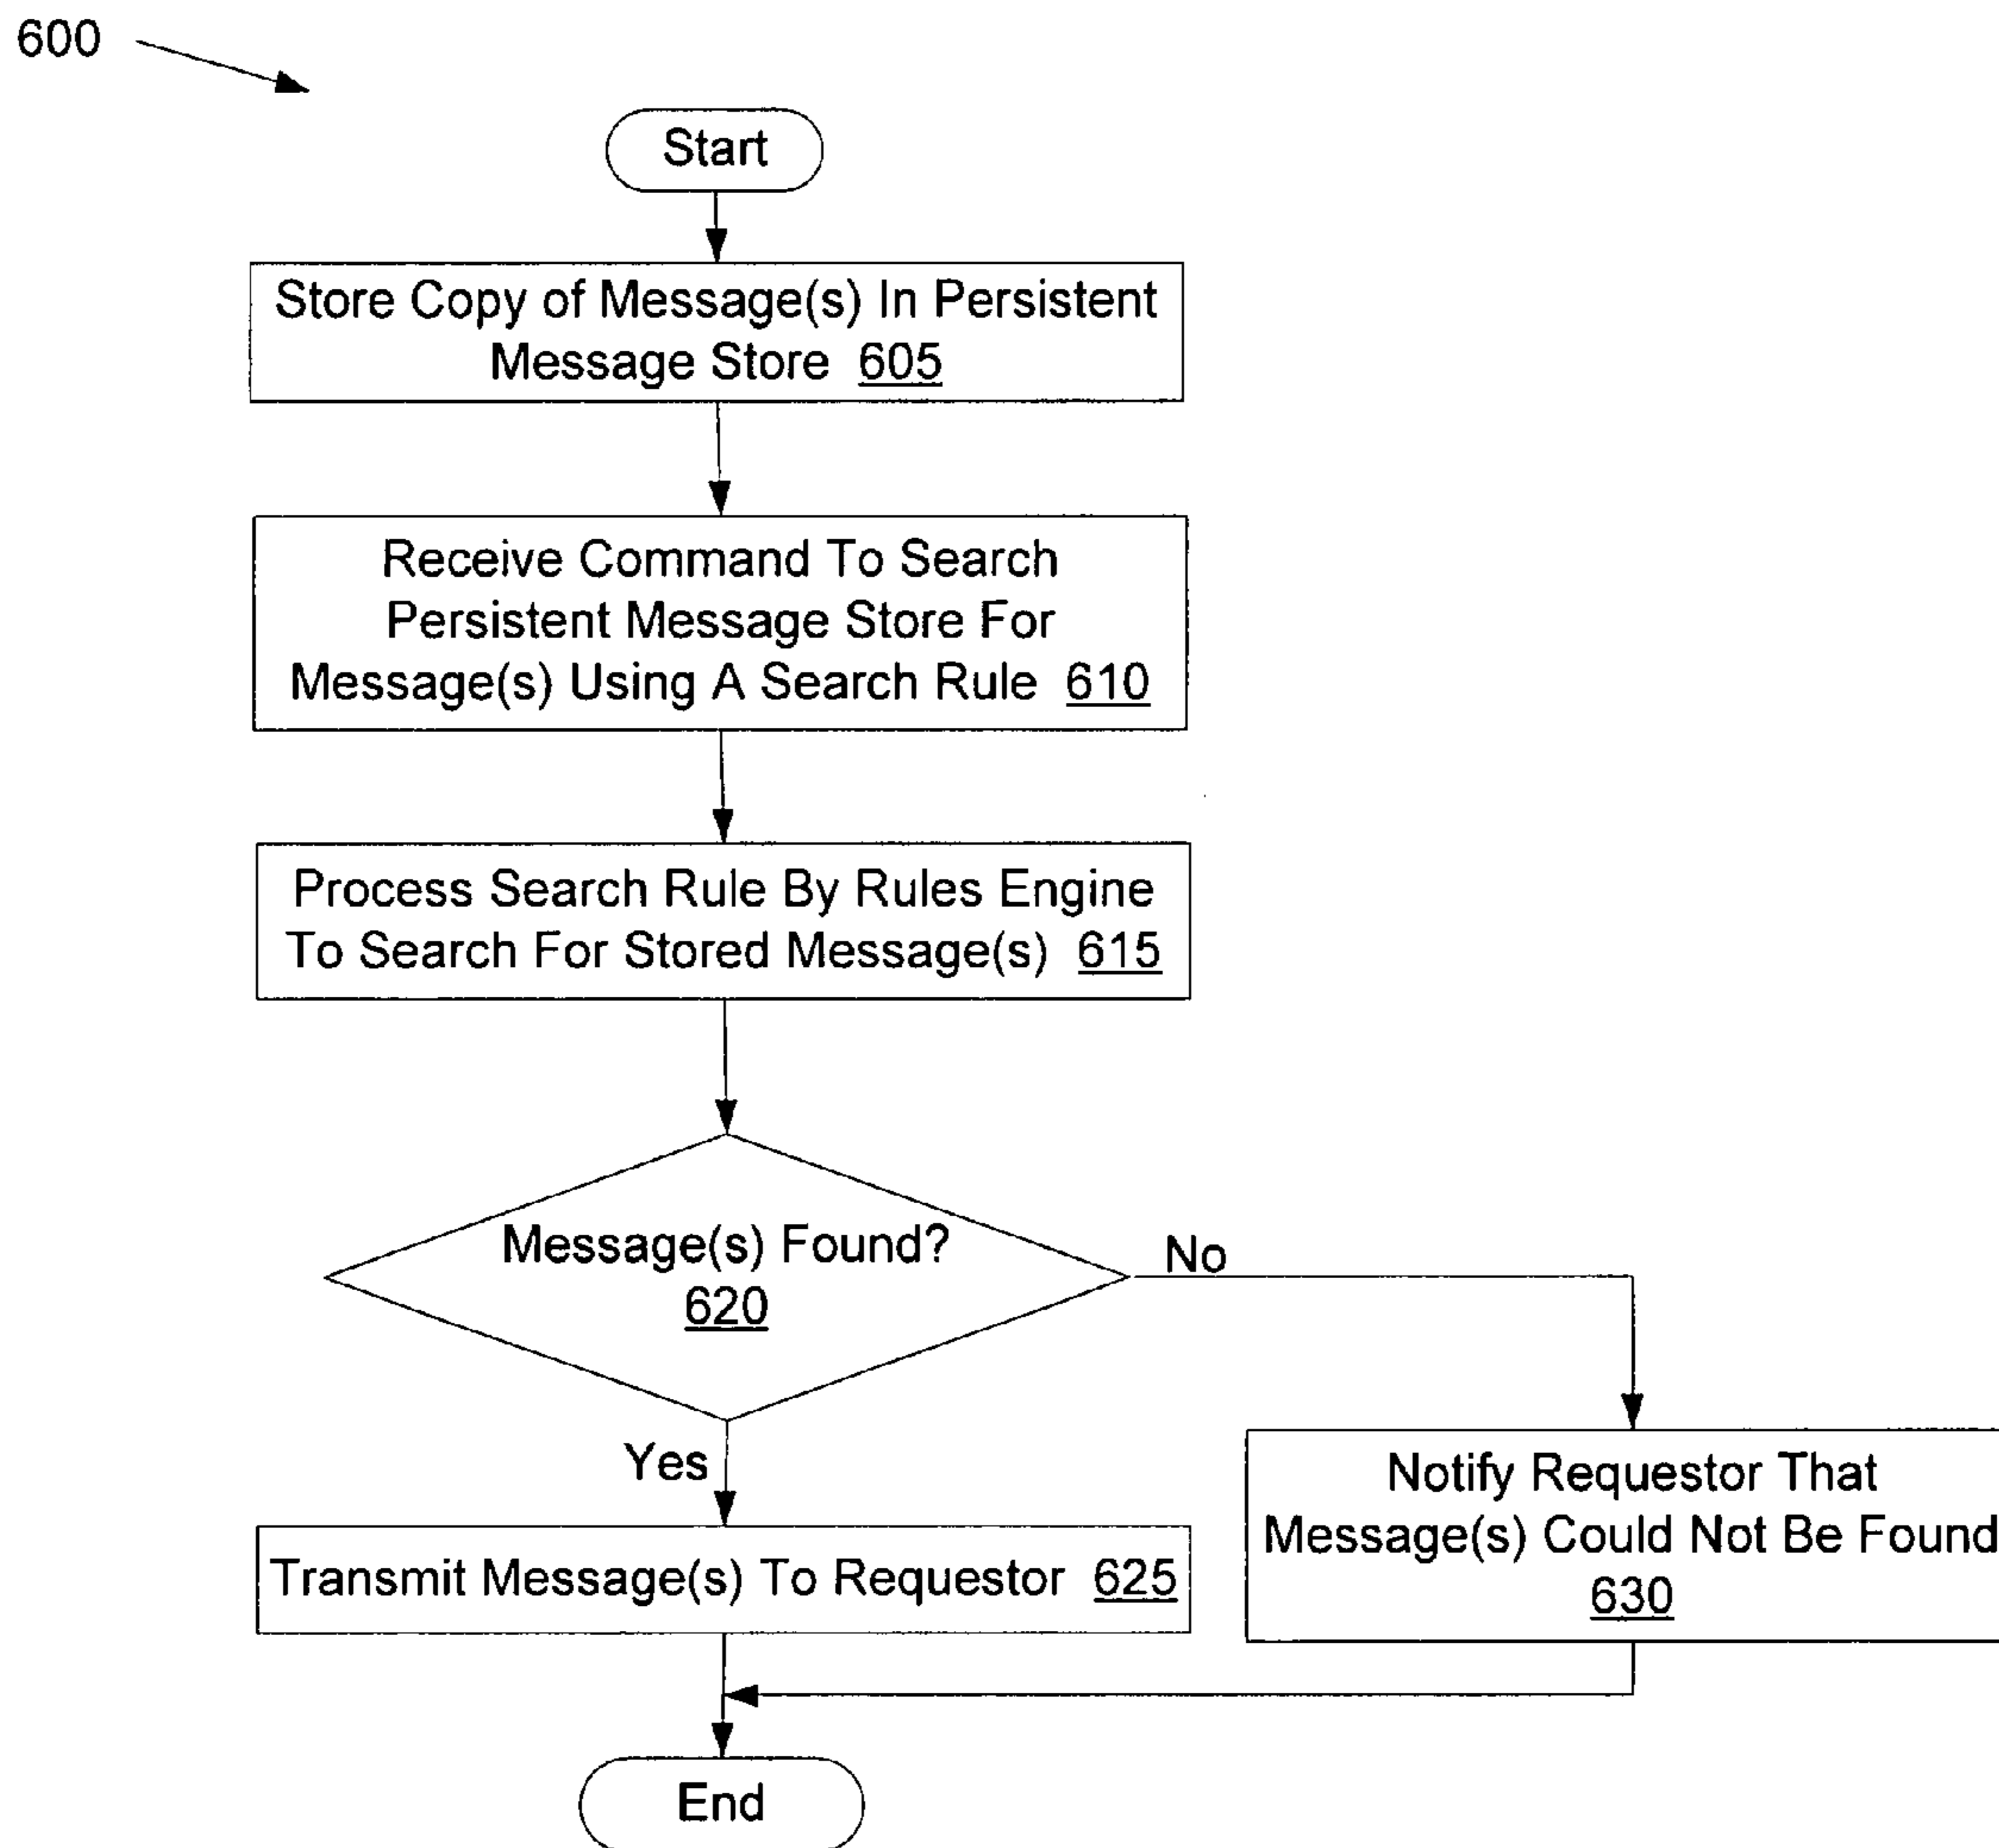 600
Start
Store Copy of Message(s) In Persistent
Message Store 605
Receive Command To Search
Persistent Message Store For
Message(s) Using A Search Rule 610
Process Search Rule By Rules Engine
To Search For Stored Message(s) 615
Message(s) Found?
620
No
Yes
Notify Requestor That
Message(s) Could Not Be Found
630
Transmit Message(s) To Requestor 625
End